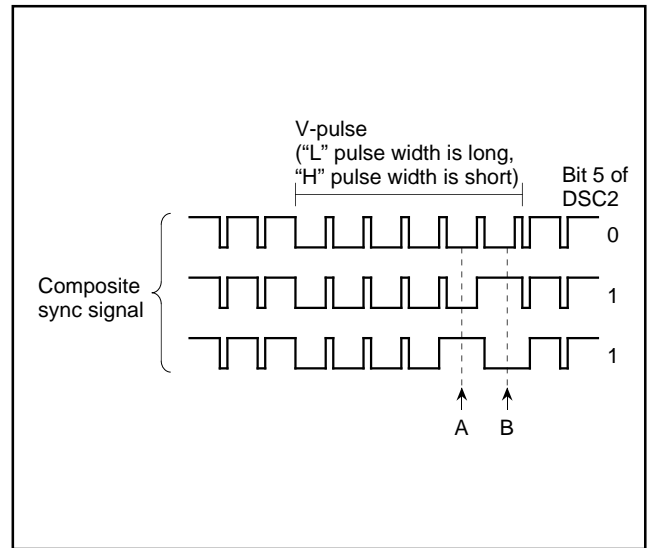 V-pulse
(“L” pulse width is long,
“H” pulse width is short)
Bit 5 of
DSC2
0
Composite
sync signal
1
1
A
B